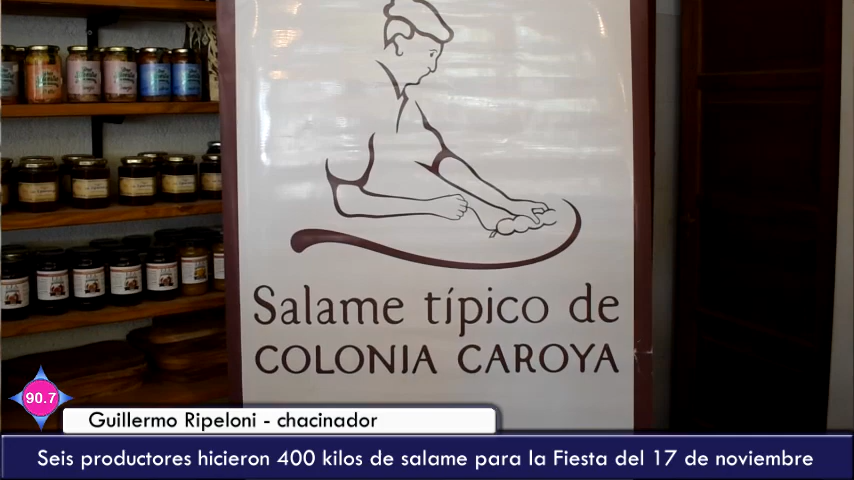 Salame típico de
COLONIA CAROYA
90.7
Guillermo Ripeloni - chacinador
Seis productores hicieron 400 kilos de salame para la Fiesta del 17 de noviembre